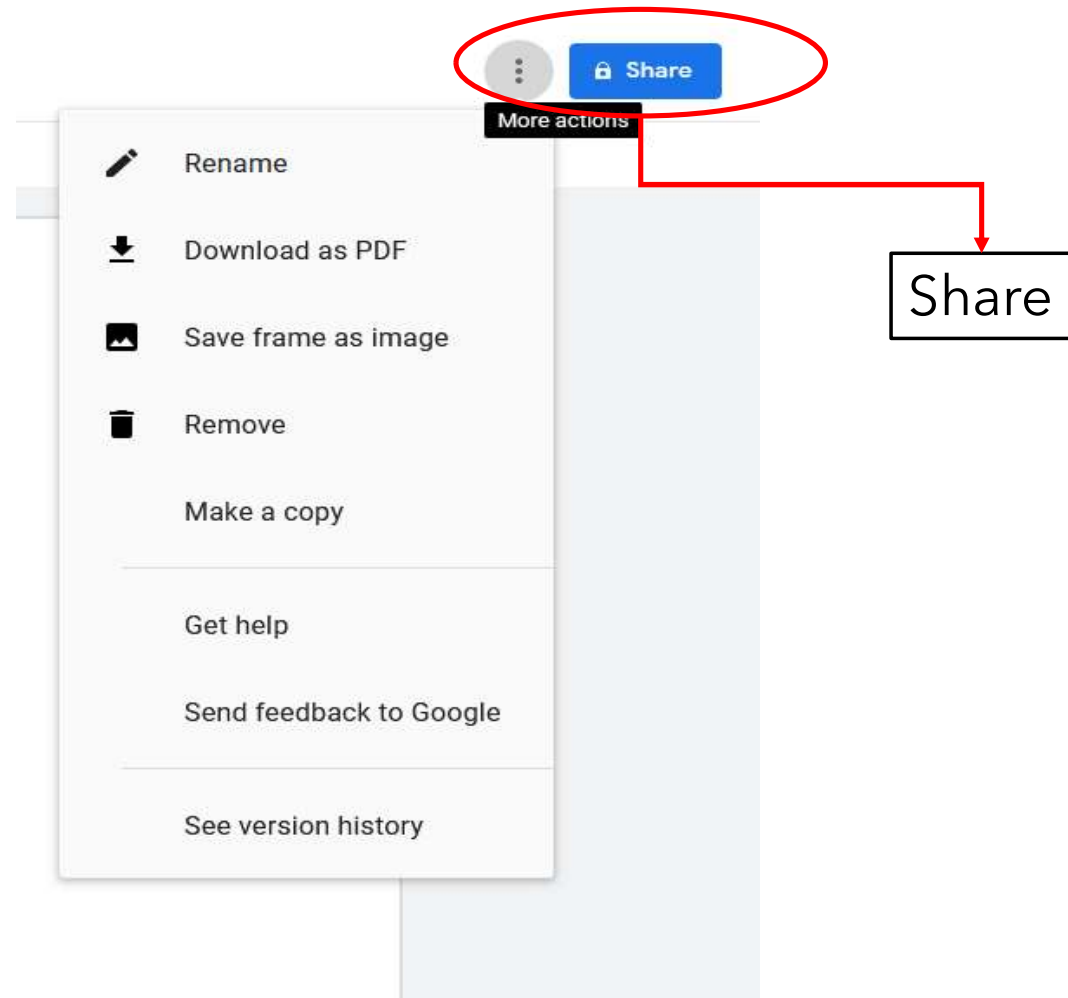 Share
More actions
Rename
Download as PDF
Share
Save frame as image
Remove
Make a copy
Get help
Send feedback to Google
See version history